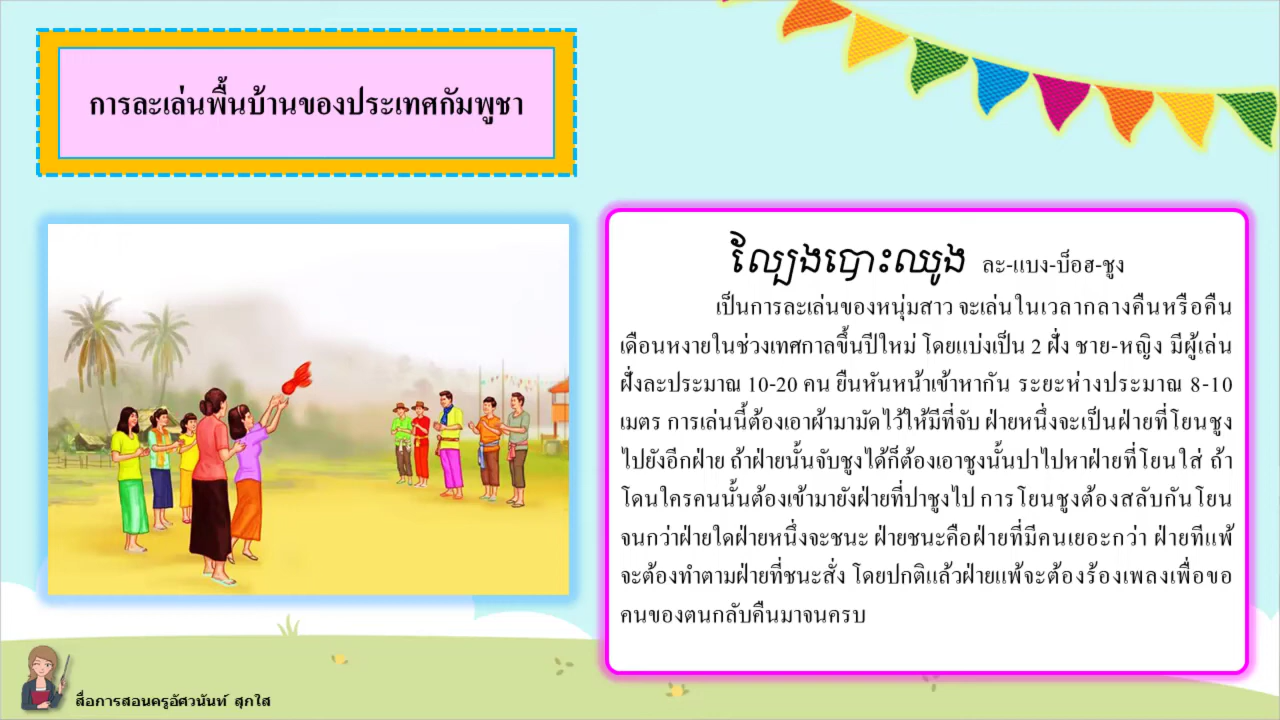 การละเล่นพื้นบ้านของประเทศกัมพูชา
ល្បែងបោះឈូង ละ-แบง-บ็อฮ-ชูง
เป็นการละเล่นของหนุ่มสาว จะเล่นในเวลากลางคืนหรือคืน
เดือนหงายในช่วงเทศกาลขึ้นปีใหม่ โดยแบ่งเป็น 2 ฝั่ง ชาย-หญิง มีผู้เล่น
ฝั่งละประมาณ 10-20 คน ยืนหันหน้าเข้าหากัน ระยะห่างประมาณ 8-10
เมตร การเล่นนี้ต้องเอาผ้ามามัดไว้ให้มีที่จับ ฝ่ายหนึ่งจะเป็นฝ่ายที่โยนชูง
ไปยังอีกฝ่าย ถ้าฝ่ายนั้นจับชูงได้ก็ต้องเอาชูงนั้นปาไปหาฝ่ายที่โยนใส่ ถ้า
โดนใครคนนั้นต้องเข้ามายังฝ่ายที่ปาชูงไป การโยนชูงต้องสลับกันโยน
จนกว่าฝ่ายใดฝ่ายหนึ่งจะชนะ ฝ่ายชนะคือฝ่ายที่มีคนเยอะกว่า ฝ่ายทีแพ้
จะต้องทำตามฝ่ายที่ชนะสั่ง โดยปกติแล้วฝ่ายแพ้จะต้องร้องเพลงเพื่อขอ
คนของตนกลับคืนมาจนครบ
สื่อการสอนครูอัศวนันท์ สุกใส